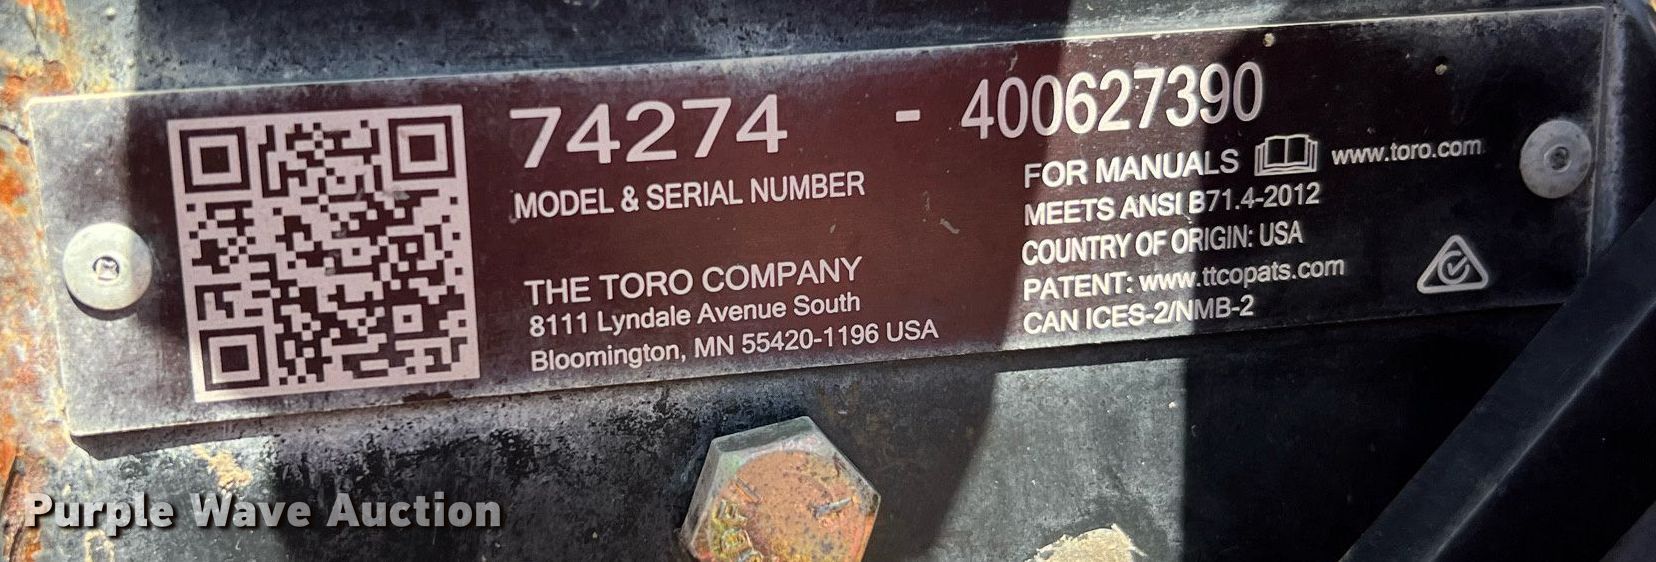 74274 - 400627390
MODEL & SERIAL NUMBER
FOR MANUALS www.toro.com
MEETS ANSI B71.4-2012
COUNTRY OF ORIGIN: USA
PATENT: www.ttcopats.com
CAN ICES-2/NMB-2
THE TORO COMPANY
8111 Lyndale Avenue South
Bloomington, MN 55420-1196 USA
Purple Wave Auction